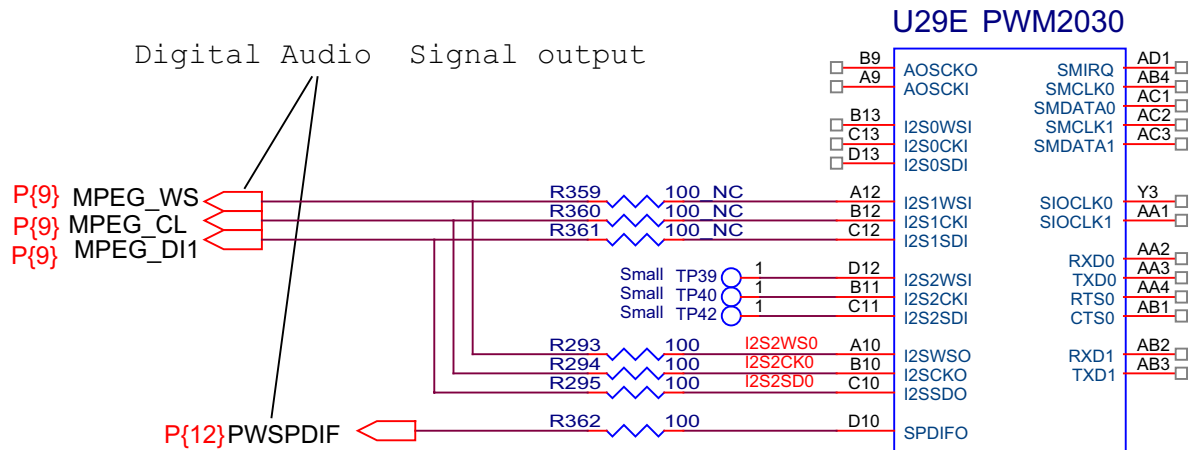 U29E PWM2030
Digital Audio Signal output
B9 AOSCKO SMIRQ AD1
A9 AOSCKI SMCLK0 AB4
SMDATA0 AC1
B13 I2S0WSI SMCLK1 AC2
C13 I2S0CKI SMDATA1 AC3
D13 I2S0SDI
P{9} MPEG_WS R359 100_NC A12 I2S1WSI SIOCLK0 Y3
P{9} MPEG_CL R360 100_NC B12 I2S1CKI SIOCLK1 AA1
P{9} MPEG_DI1 R361 100_NC C12 I2S1SDI
RXD0 AA2
Small TP39 1 D12 I2S2WSI TXD0 AA3
Small TP40 1 B11 I2S2CKI RTS0 AA4
Small TP42 1 C11 I2S2SDI CTS0 AB1
R293 100 I2S2WS0 A10 I2SWSO RXD1 AB2
R294 100 I2S2CK0 B10 I2SCKO TXD1 AB3
R295 100 I2S2SD0 C10 I2SSDO
P{12} PWSPDIF R362 100 D10 SPDIFO